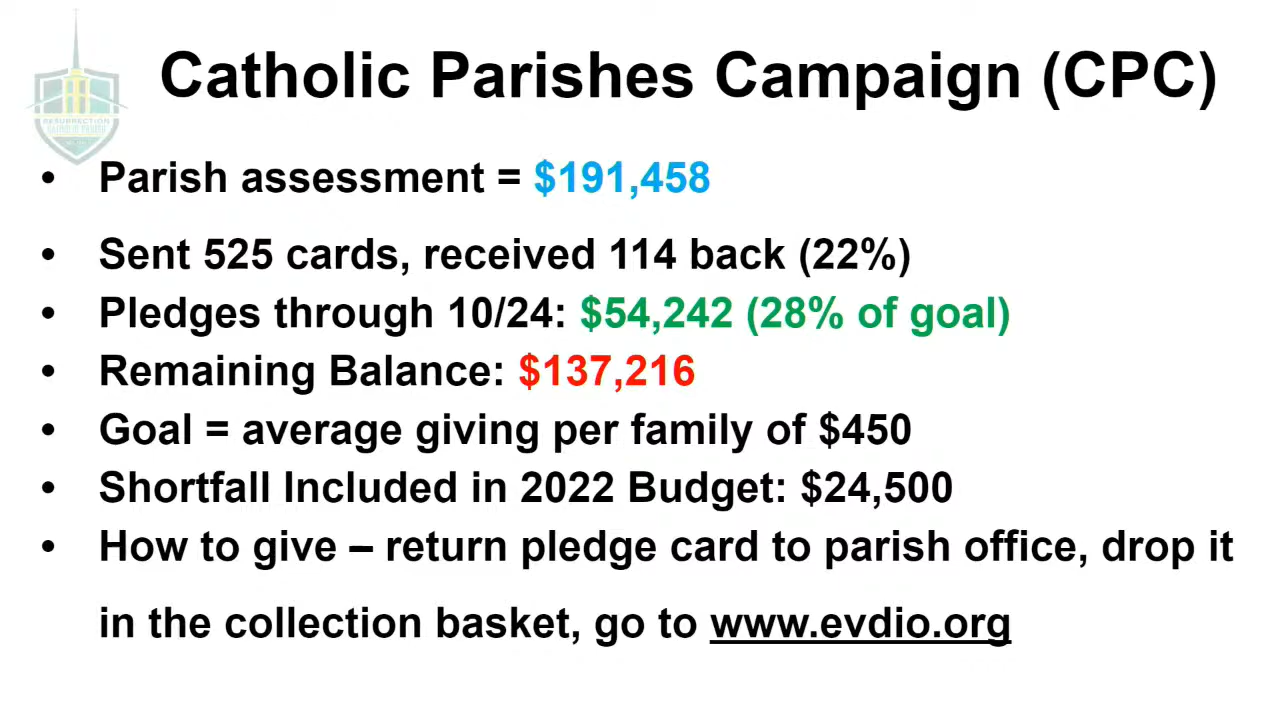 Catholic Parishes Campaign (CPC)
RESURRECTION
CATHOLIC PARISH
• Parish assessment = $191,458
• Sent 525 cards, received 114 back (22%)
• Pledges through 10/24: $54,242 (28% of goal)
• Remaining Balance: $137,216
• Goal = average giving per family of $450
• Shortfall Included in 2022 Budget: $24,500
• How to give – return pledge card to parish office, drop it
in the collection basket, go to www.evdio.org